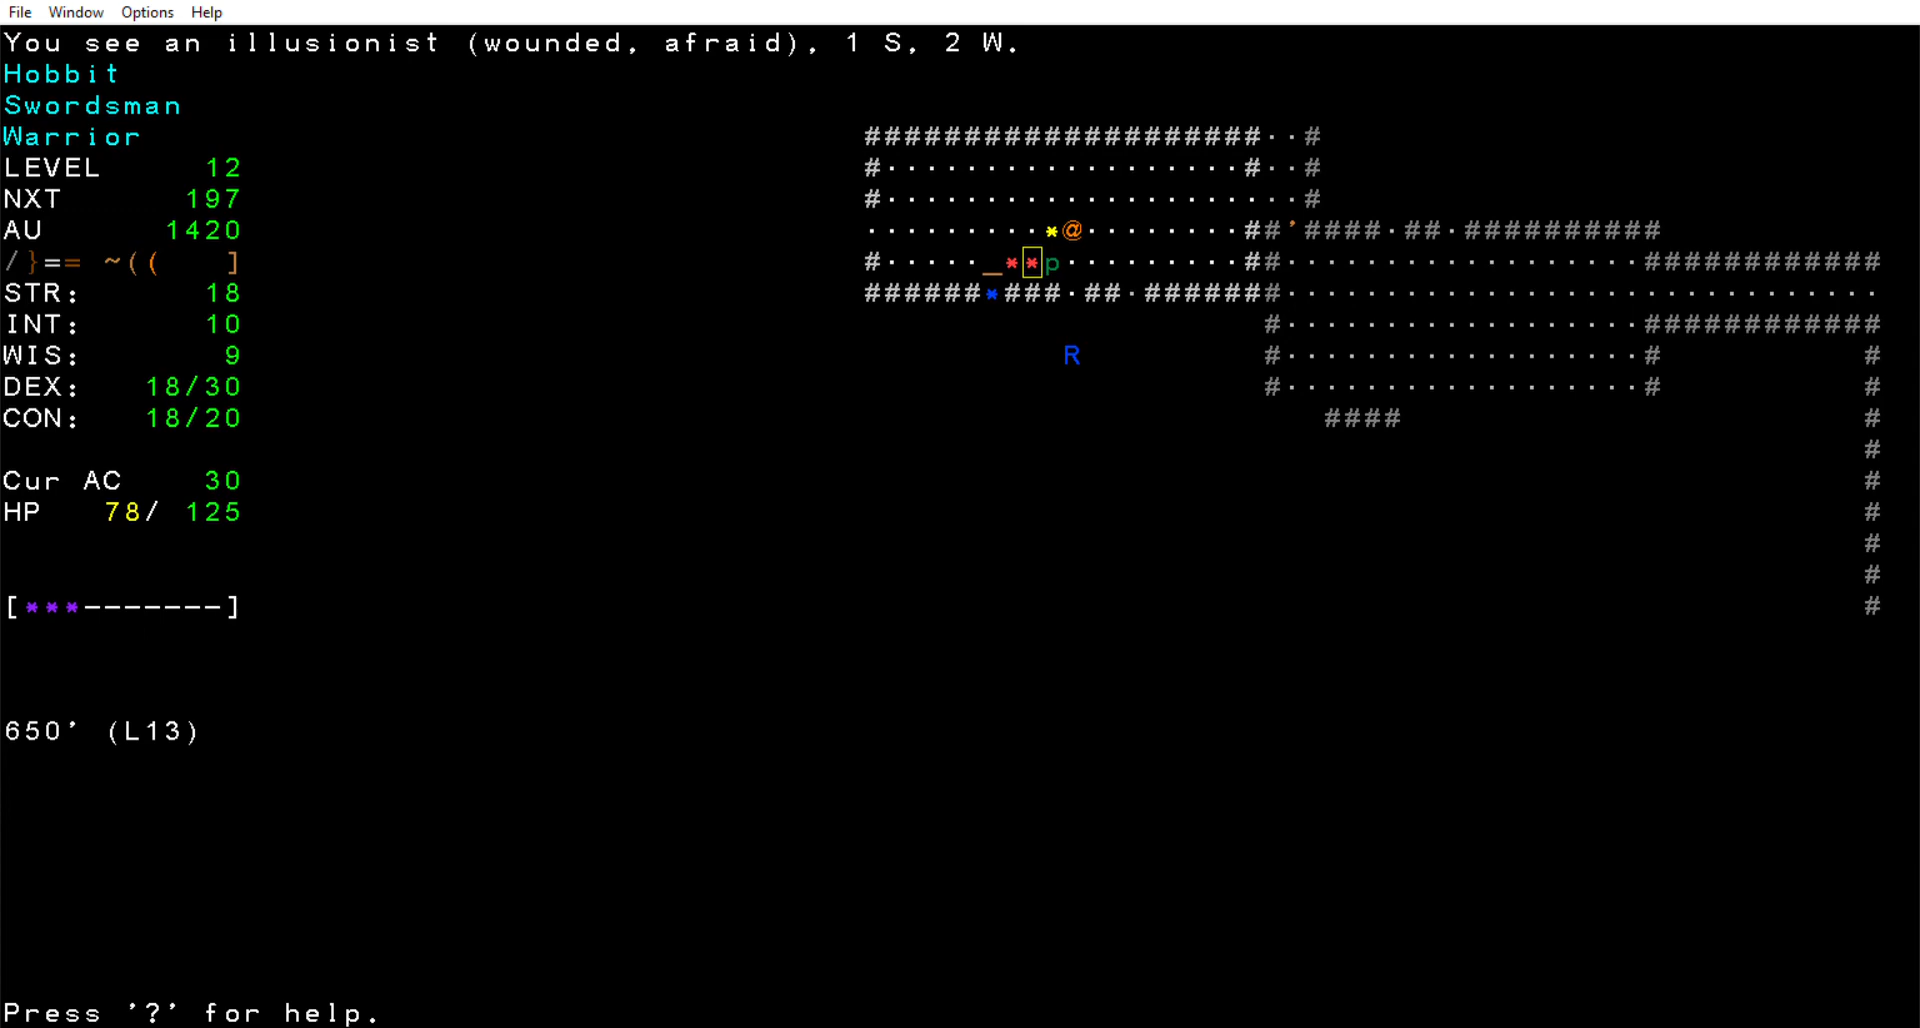 File Window Options Help
You see an illusionist (wounded, afraid), 1 S, 2 W.
Hobbit
Swordsman
Warrior
###################··#
LEVEL 12 #··················#··#
NXT 197 #·····················#
AU 1420 ·········*@········##'####·##·##########
/}== ~(( ] #·····_**p·········##··················############
STR: 18 ######*###·##·#######······························
INT: 10 #··················############
WIS: 9 R #··················# #
DEX: 18/30 #··················# #
CON: 18/20 #### #
#
Cur AC 30 #
HP 78/ 125 #
#
#
[***-------] #
650' (L13)
Press '?' for help.